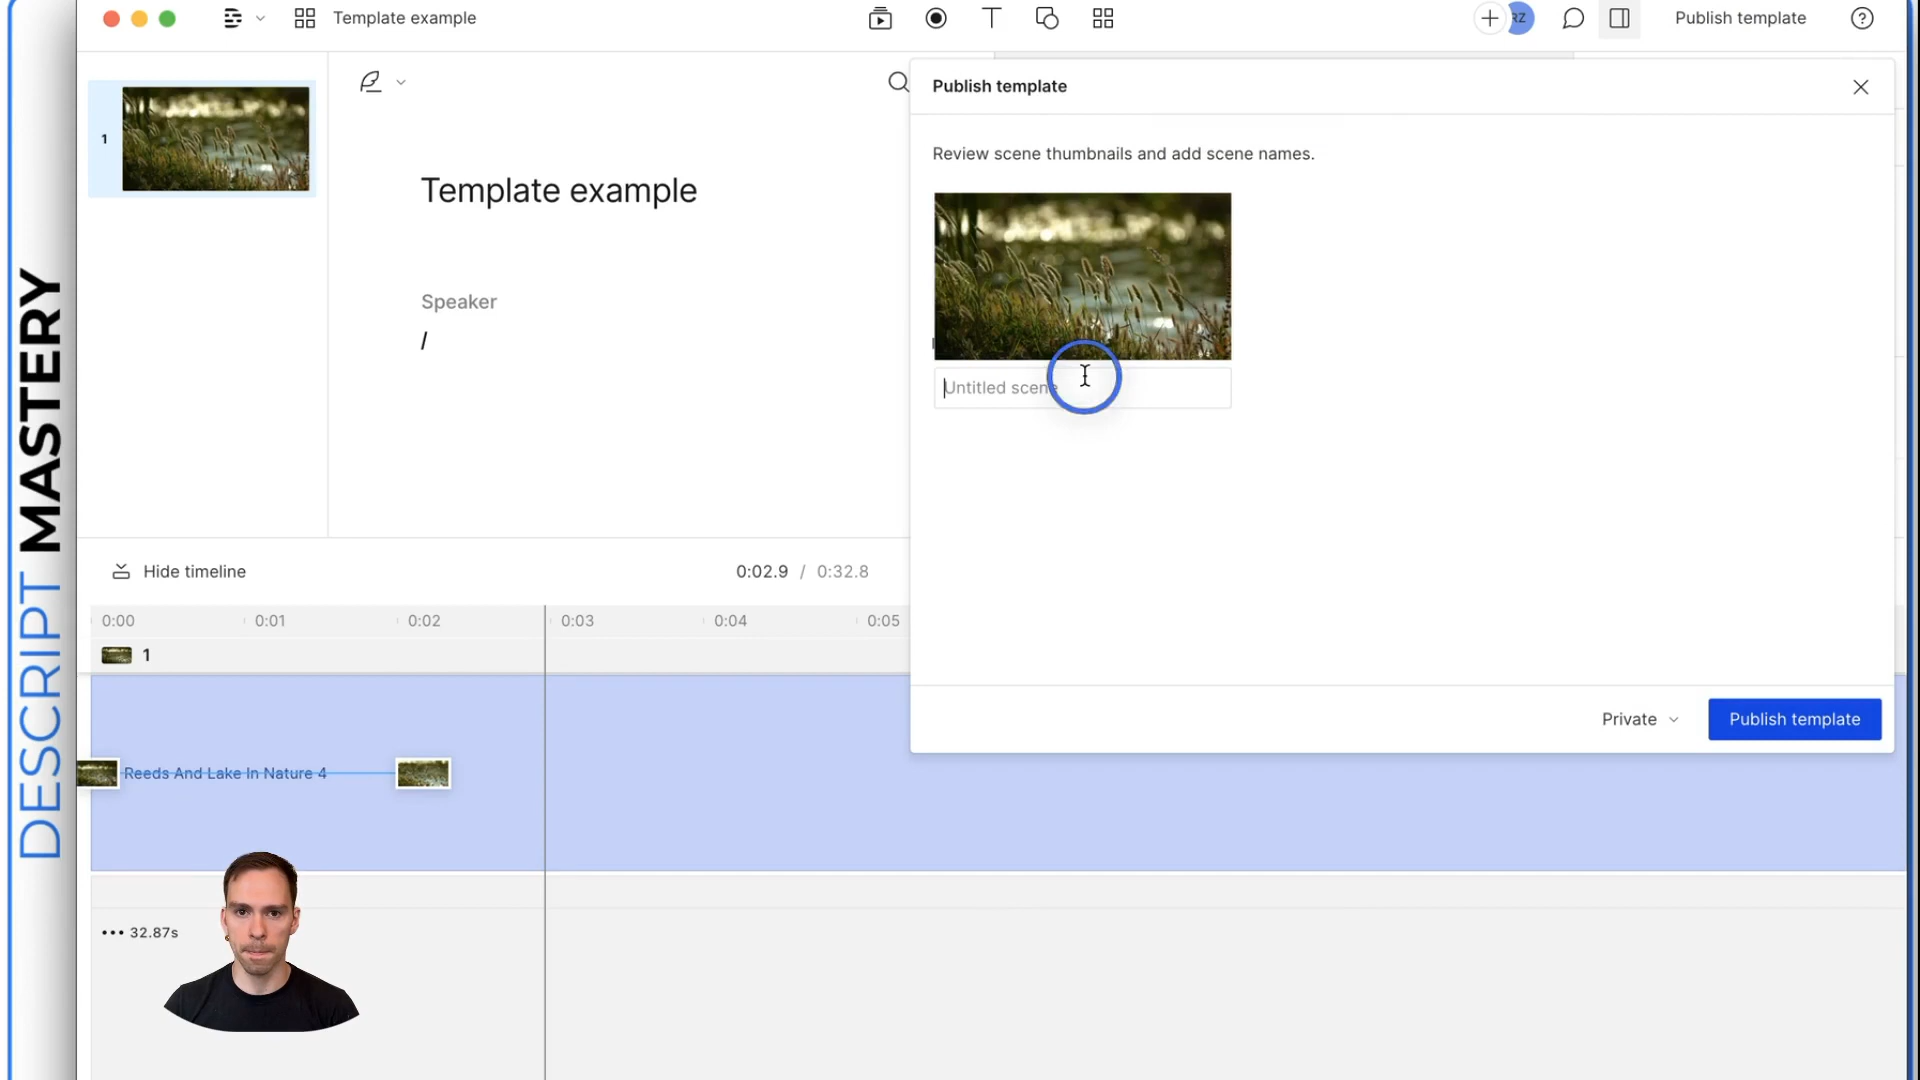 Template example
RZ
Publish template
1
Template example
Speaker
/
Publish template
Review scene thumbnails and add scene names.
Untitled scene
Private
Publish template
Hide timeline
0:02.9 / 0:32.8
0:00 0:01 0:02 0:03 0:04 0:05
1
Reeds And Lake In Nature 4
••• 32.87s
DESCRIPT MASTERY